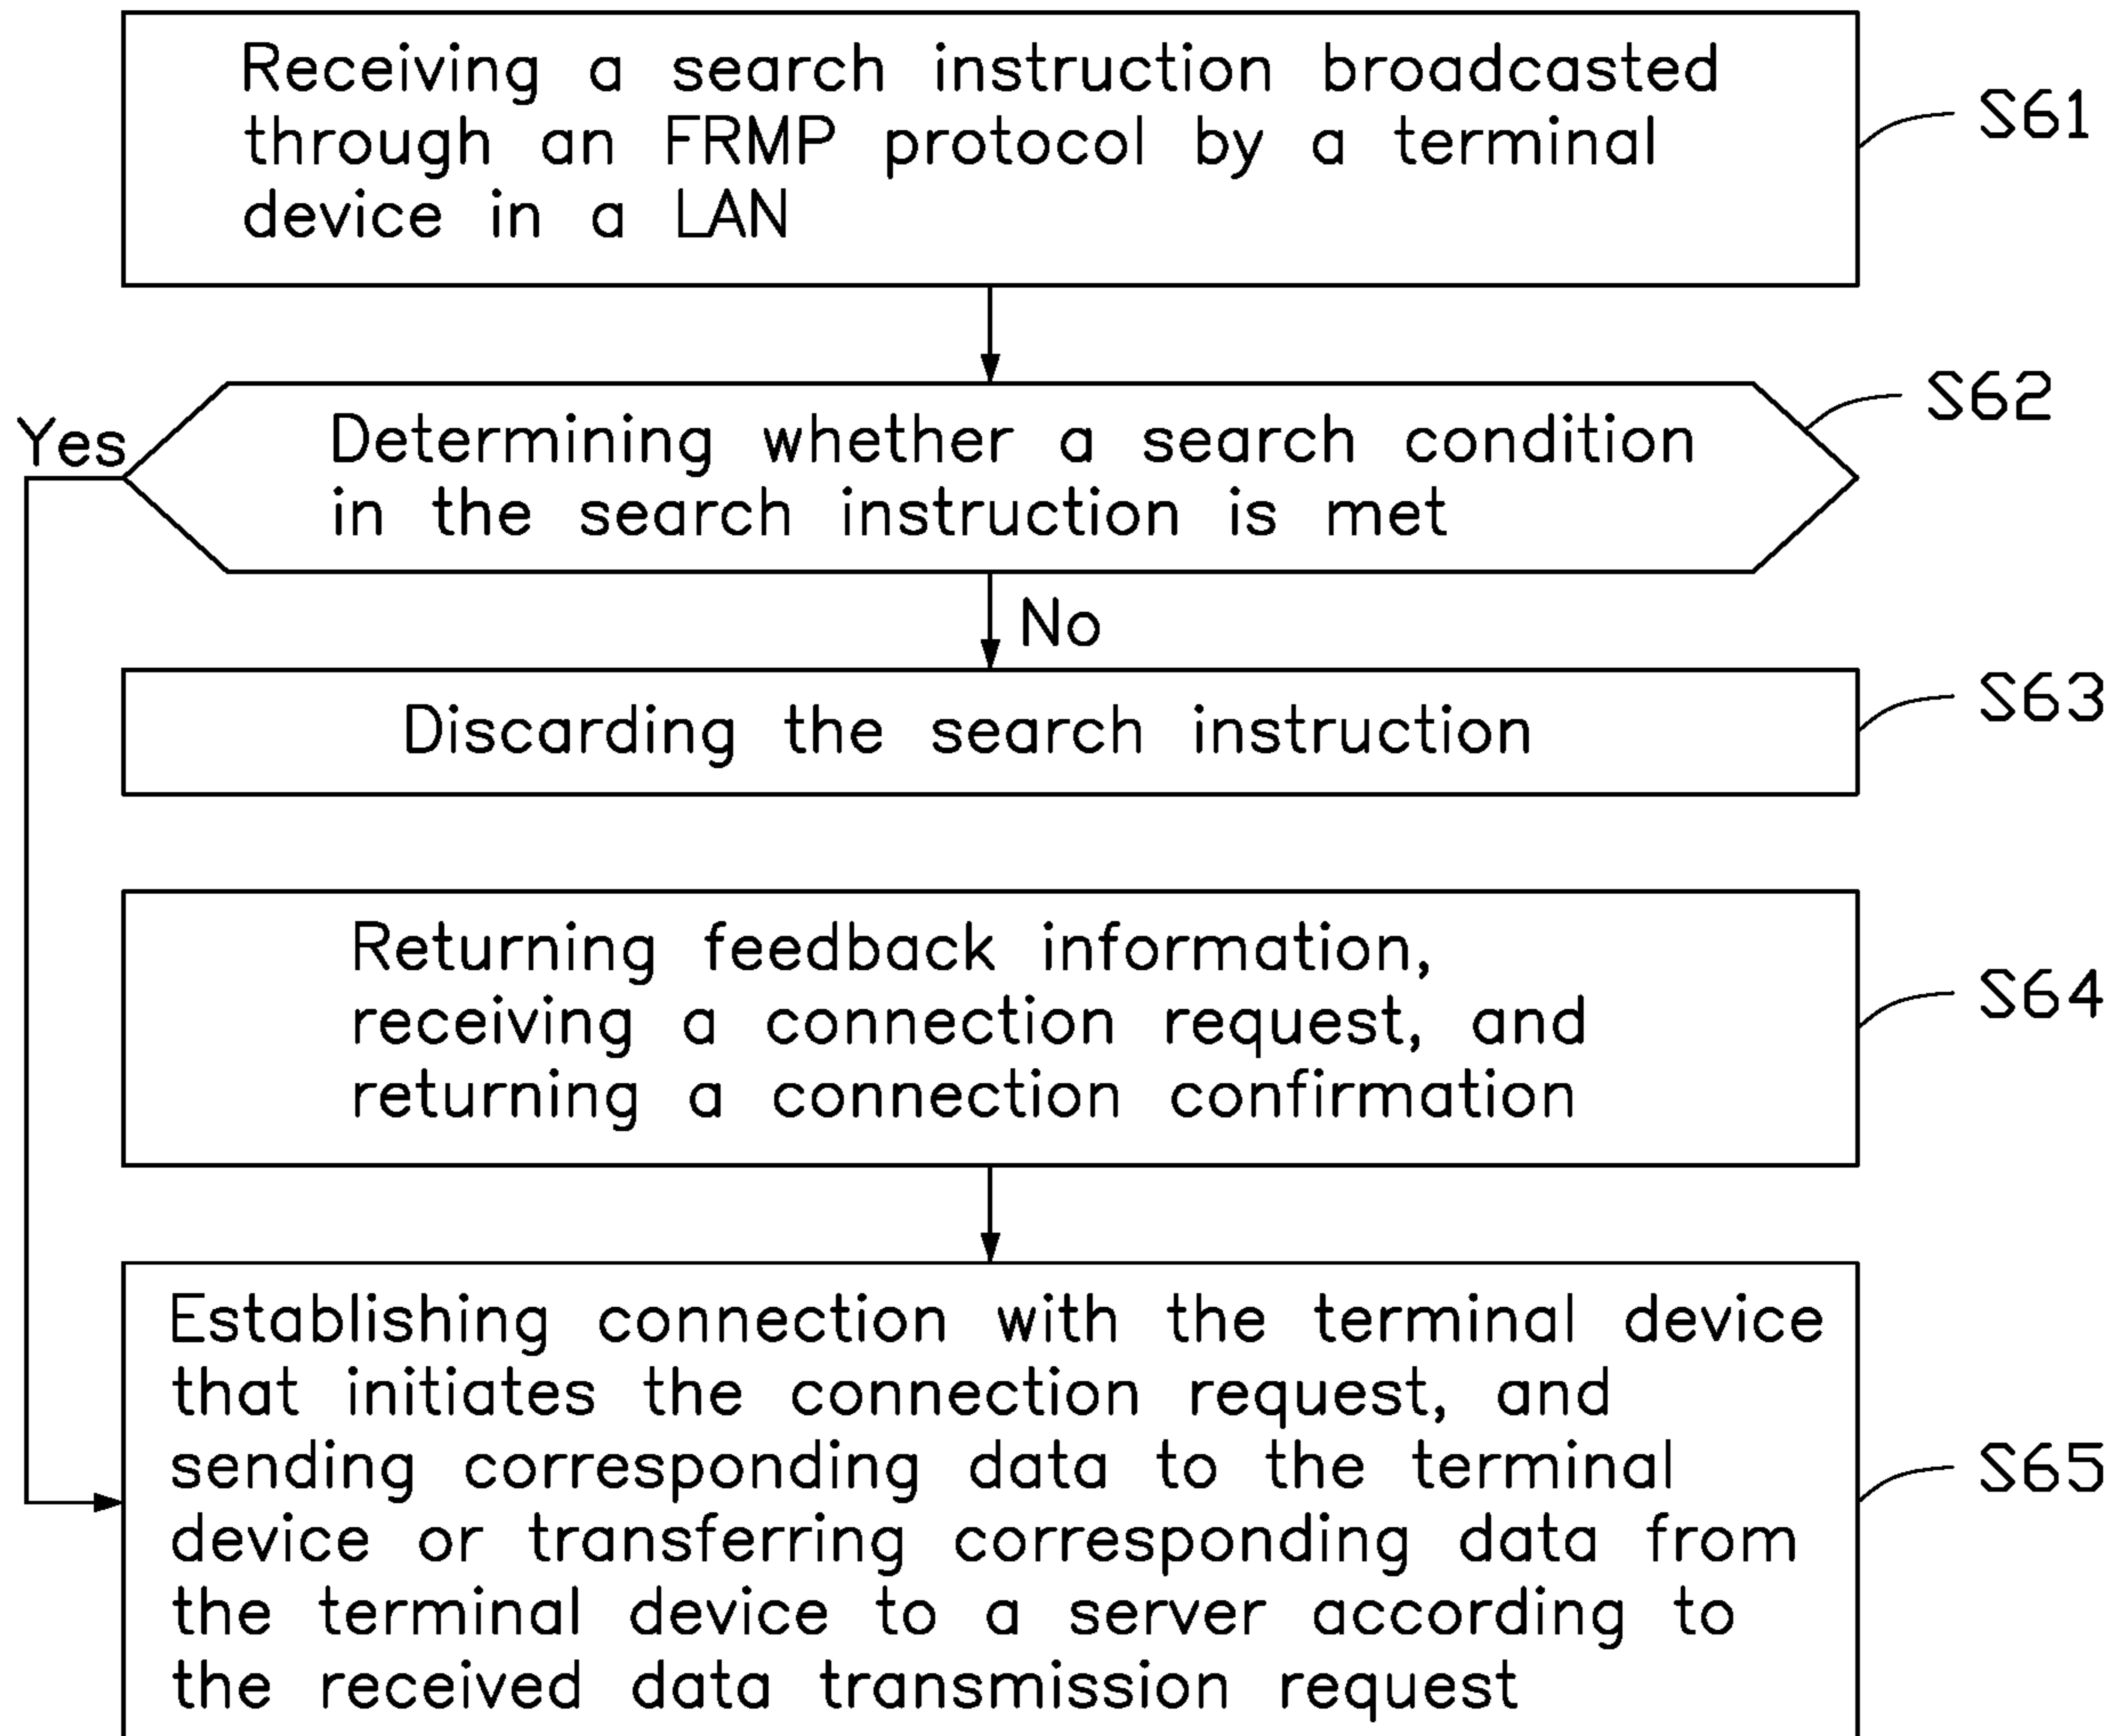 Receiving a search instruction broadcasted
through an FRMP protocol by a terminal
device in a LAN
S61
Yes
Determining whether a search condition
in the search instruction is met
S62
No
Discarding the search instruction
S63
Returning feedback information,
receiving a connection request, and
returning a connection confirmation
S64
Establishing connection with the terminal device
that initiates the connection request, and
sending corresponding data to the terminal
device or transferring corresponding data from
the terminal device to a server according to
the received data transmission request
S65